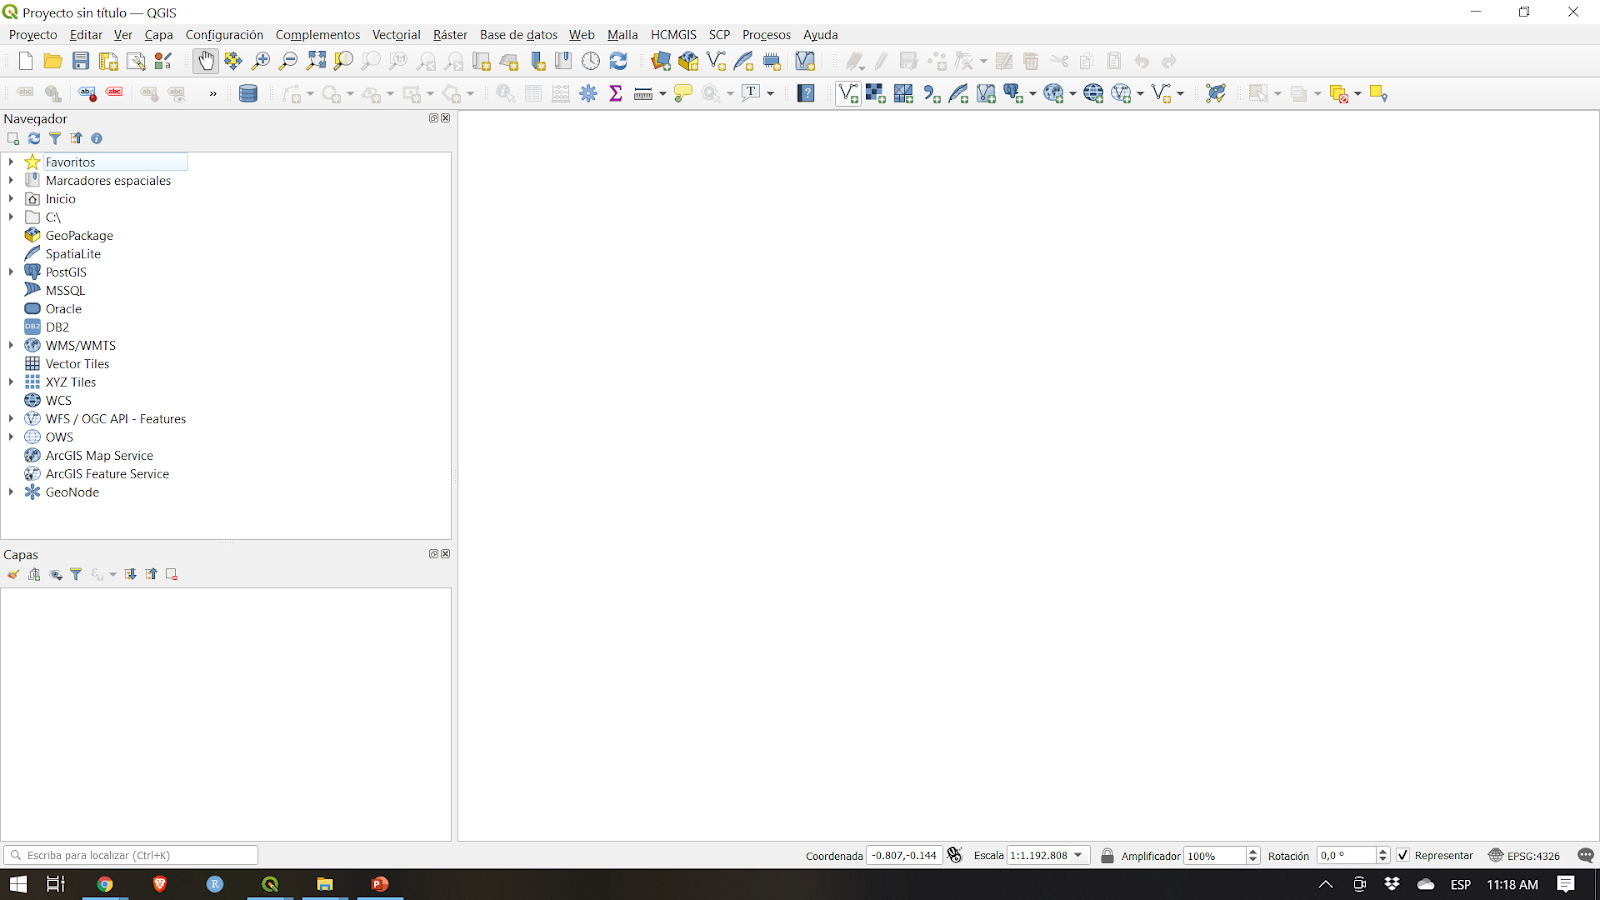 Proyecto sin título — QGIS
Proyecto Editar Ver Capa Configuración Complementos Vectorial Ráster Base de datos Web Malla HCMGIS SCP Procesos Ayuda
Navegador
Favoritos
Marcadores espaciales
Inicio
C:\
GeoPackage
SpatiaLite
PostGIS
MSSQL
Oracle
DB2
WMS/WMTS
Vector Tiles
XYZ Tiles
WCS
WFS / OGC API - Features
OWS
ArcGIS Map Service
ArcGIS Feature Service
GeoNode
Capas
Escriba para localizar (Ctrl+K)
Coordenada -0.807,-0.144 Escala 1:1.192.808 Amplificador 100% Rotación 0,0 ° Representar EPSG:4326
ESP 11:18 AM